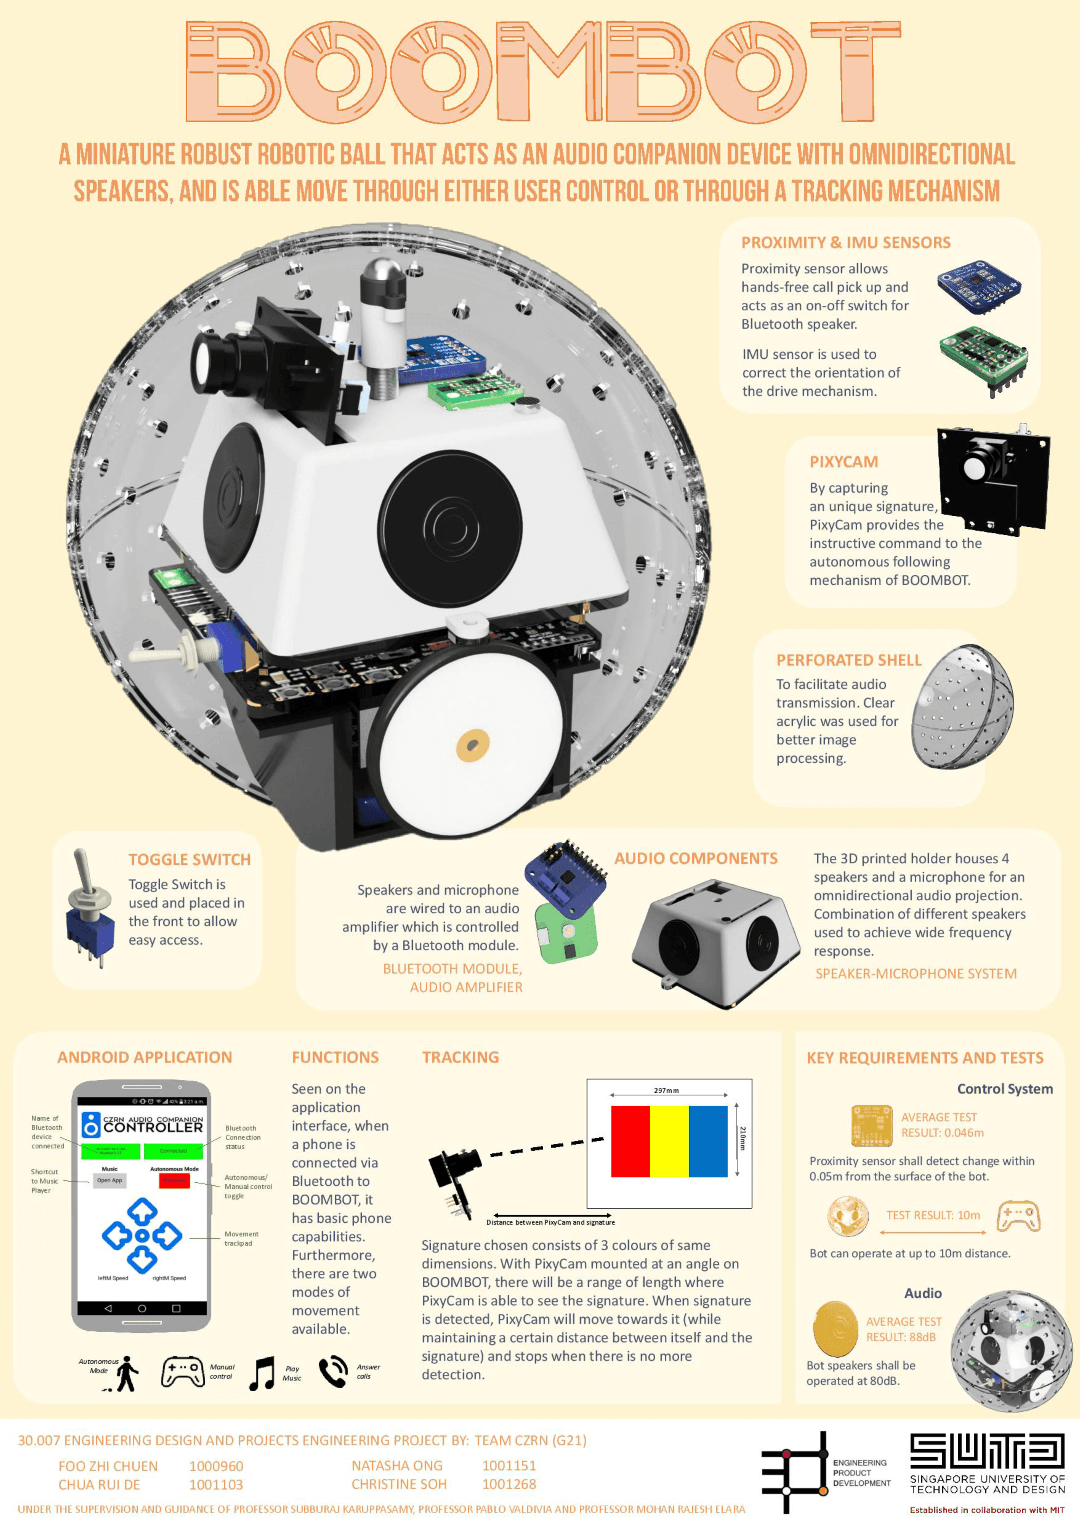 BOOMBOT
A MINIATURE ROBUST ROBOTIC BALL THAT ACTS AS AN AUDIO COMPANION DEVICE WITH OMNIDIRECTIONAL
SPEAKERS, AND IS ABLE MOVE THROUGH EITHER USER CONTROL OR THROUGH A TRACKING MECHANISM
PROXIMITY & IMU SENSORS
Proximity sensor allows
hands-free call pick up and
acts as an on-off switch for
Bluetooth speaker.
IMU sensor is used to
correct the orientation of
the drive mechanism.
PIXYCAM
By capturing
an unique signature,
PixyCam provides the
instructive command to the
autonomous following
mechanism of BOOMBOT.
PERFORATED SHELL
To facilitate audio
transmission. Clear
acrylic was used for
better image
processing.
TOGGLE SWITCH
Toggle Switch is
used and placed in
the front to allow
easy access.
AUDIO COMPONENTS
Speakers and microphone
are wired to an audio
amplifier which is controlled
by a Bluetooth module.
BLUETOOTH MODULE,
AUDIO AMPLIFIER
The 3D printed holder houses 4
speakers and a microphone for an
omnidirectional audio projection.
Combination of different speakers
used to achieve wide frequency
response.
SPEAKER-MICROPHONE SYSTEM
ANDROID APPLICATION
Name of
Bluetooth
device
connected
Shortcut
to Music
Player
42% 3:21 a.m.
CZRN AUDIO COMPANION
CONTROLLER
Connected
Music
Autonomous Mode
Open App
leftM Speed
rightM Speed
Bluetooth
Connection
status
Autonomous/
Manual control
toggle
Movement
trackpad
Autonomous
Mode
Manual
control
Play
Music
Answer
calls
FUNCTIONS
Seen on the
application
interface, when
a phone is
connected via
Bluetooth to
BOOMBOT, it
has basic phone
capabilities.
Furthermore,
there are two
modes of
movement
available.
TRACKING
297mm
210mm
Distance between PixyCam and signature
Signature chosen consists of 3 colours of same
dimensions. With PixyCam mounted at an angle on
BOOMBOT, there will be a range of length where
PixyCam is able to see the signature. When signature
is detected, PixyCam will move towards it (while
maintaining a certain distance between itself and the
signature) and stops when there is no more
detection.
KEY REQUIREMENTS AND TESTS
Control System
AVERAGE TEST
RESULT: 0.046m
Proximity sensor shall detect change within
0.05m from the surface of the bot.
TEST RESULT: 10m
Bot can operate at up to 10m distance.
Audio
AVERAGE TEST
RESULT: 88dB
Bot speakers shall be
operated at 80dB.
30.007 ENGINEERING DESIGN AND PROJECTS ENGINEERING PROJECT BY: TEAM CZRN (G21)
FOO ZHI CHUEN 1000960
CHUA RUI DE 1001103
NATASHA ONG 1001151
CHRISTINE SOH 1001268
UNDER THE SUPERVISION AND GUIDANCE OF PROFESSOR SUBBURAJ KARUPPASAMY, PROFESSOR PABLO VALDIVIA AND PROFESSOR MOHAN RAJESH ELARA
ENGINEERING
PRODUCT
DEVELOPMENT
SUTD
SINGAPORE UNIVERSITY OF
TECHNOLOGY AND DESIGN
Established in collaboration with MIT